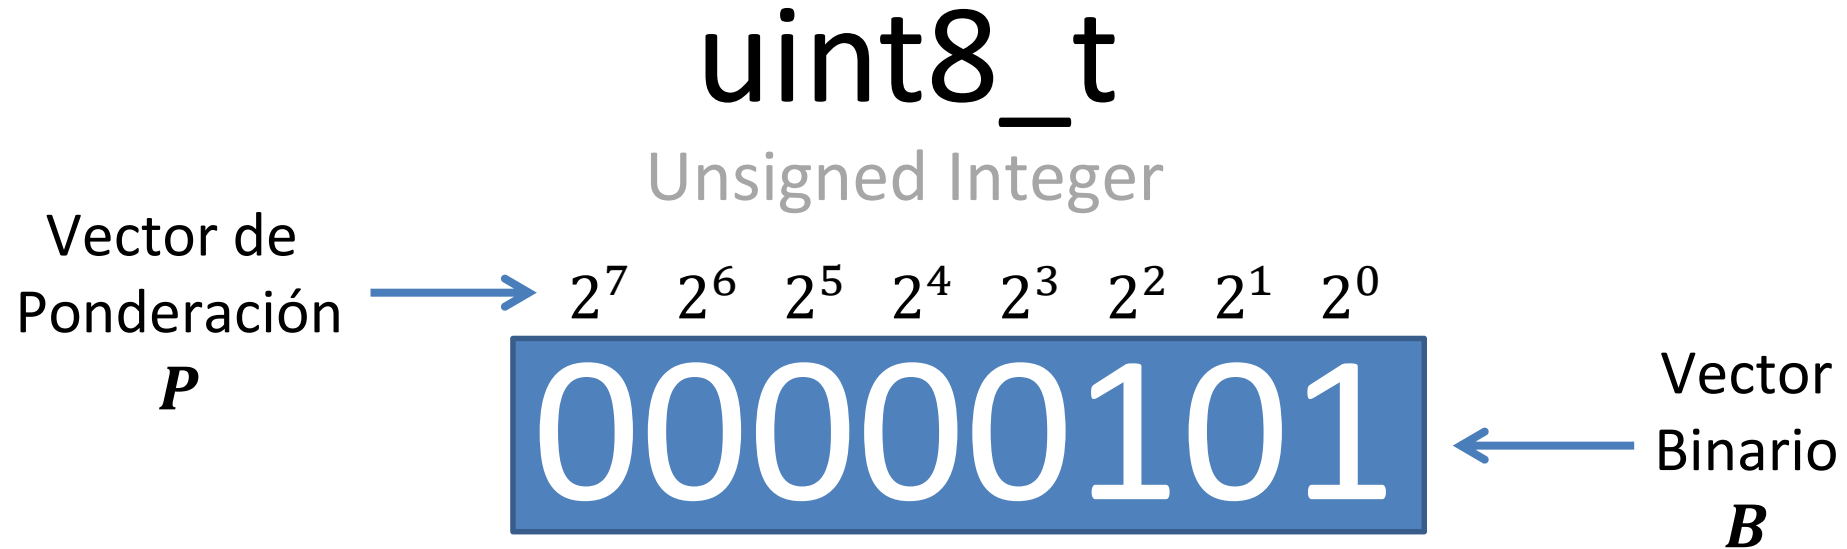 uint8_t
Unsigned Integer
Vector de
Ponderación
P
2⁷ 2⁶ 2⁵ 2⁴ 2³ 2² 2¹ 2⁰
00000101
Vector
Binario
B